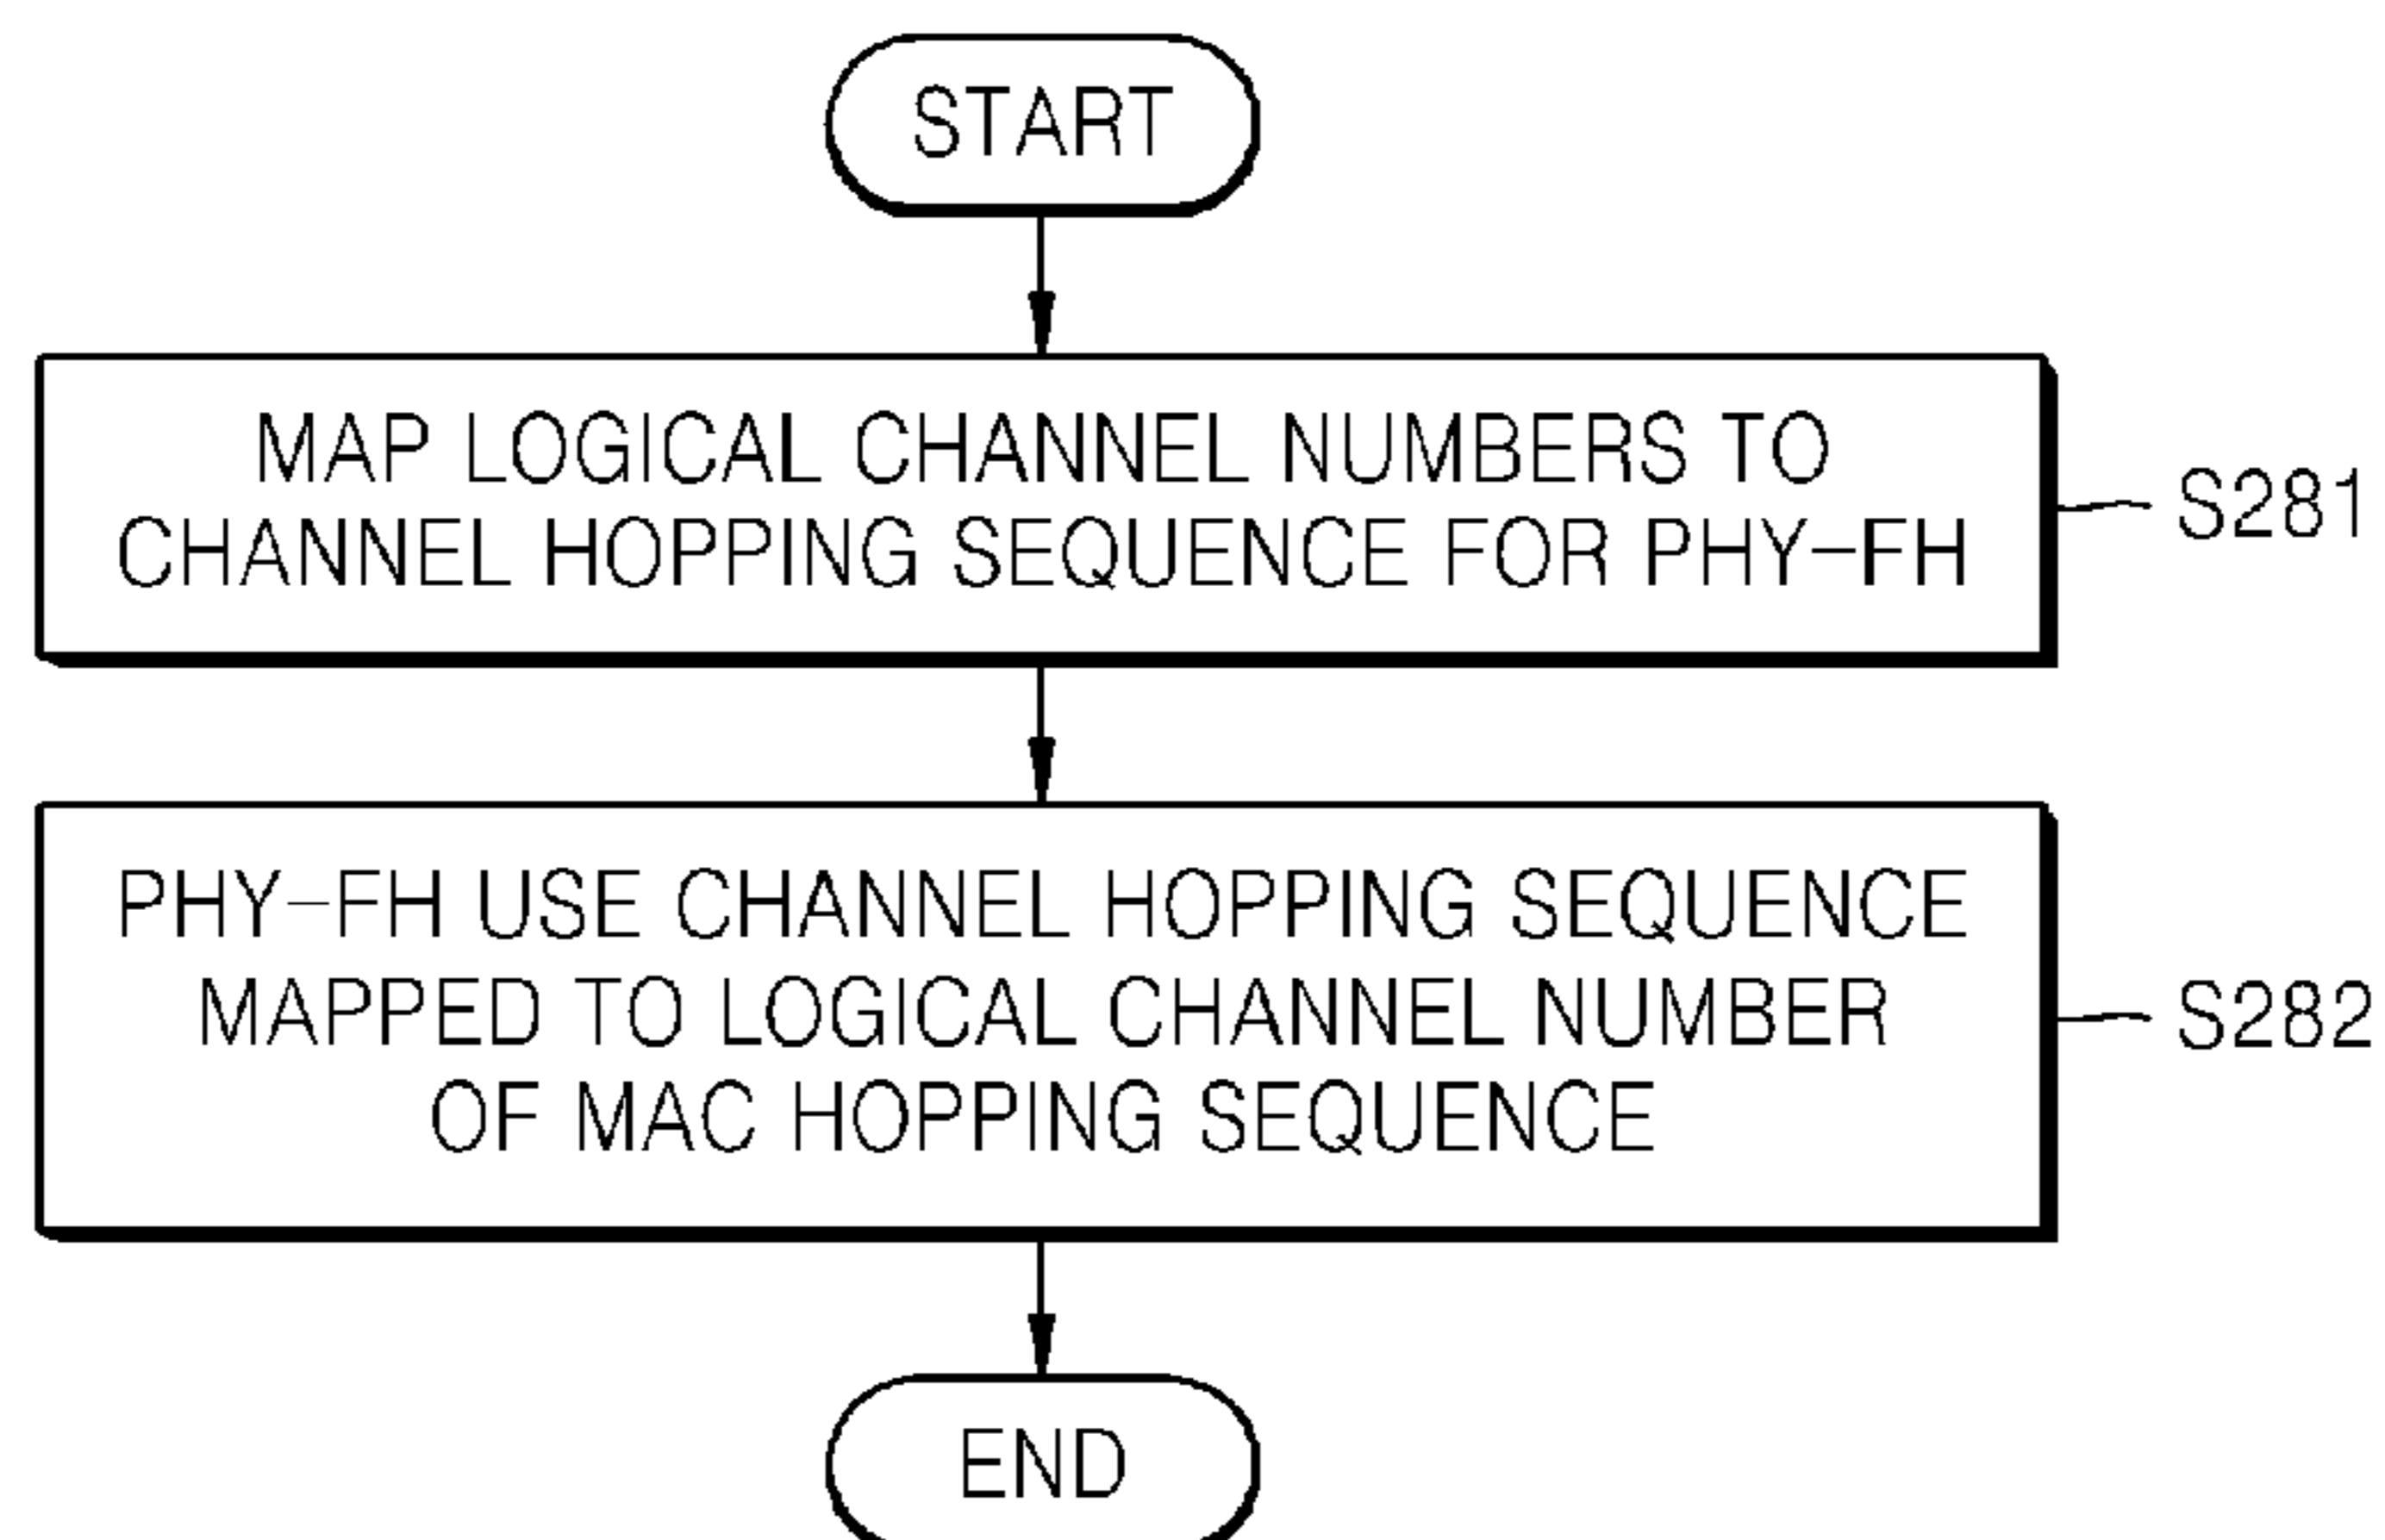 START
MAP LOGICAL CHANNEL NUMBERS TO
CHANNEL HOPPING SEQUENCE FOR PHY-FH
S281
PHY-FH USE CHANNEL HOPPING SEQUENCE
MAPPED TO LOGICAL CHANNEL NUMBER
OF MAC HOPPING SEQUENCE
S282
END